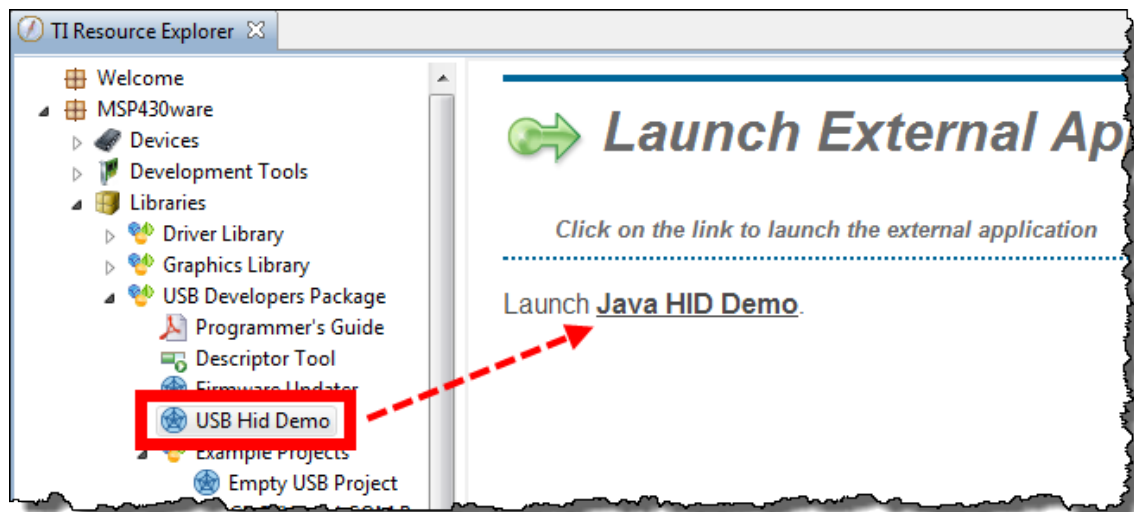 TI Resource Explorer
Welcome
MSP430ware
Devices
Development Tools
Libraries
Driver Library
Graphics Library
USB Developers Package
Programmer's Guide
Descriptor Tool
Firmware Updater
USB Hid Demo
Example Projects
Empty USB Project
Launch External Ap
Click on the link to launch the external application
Launch Java HID Demo.